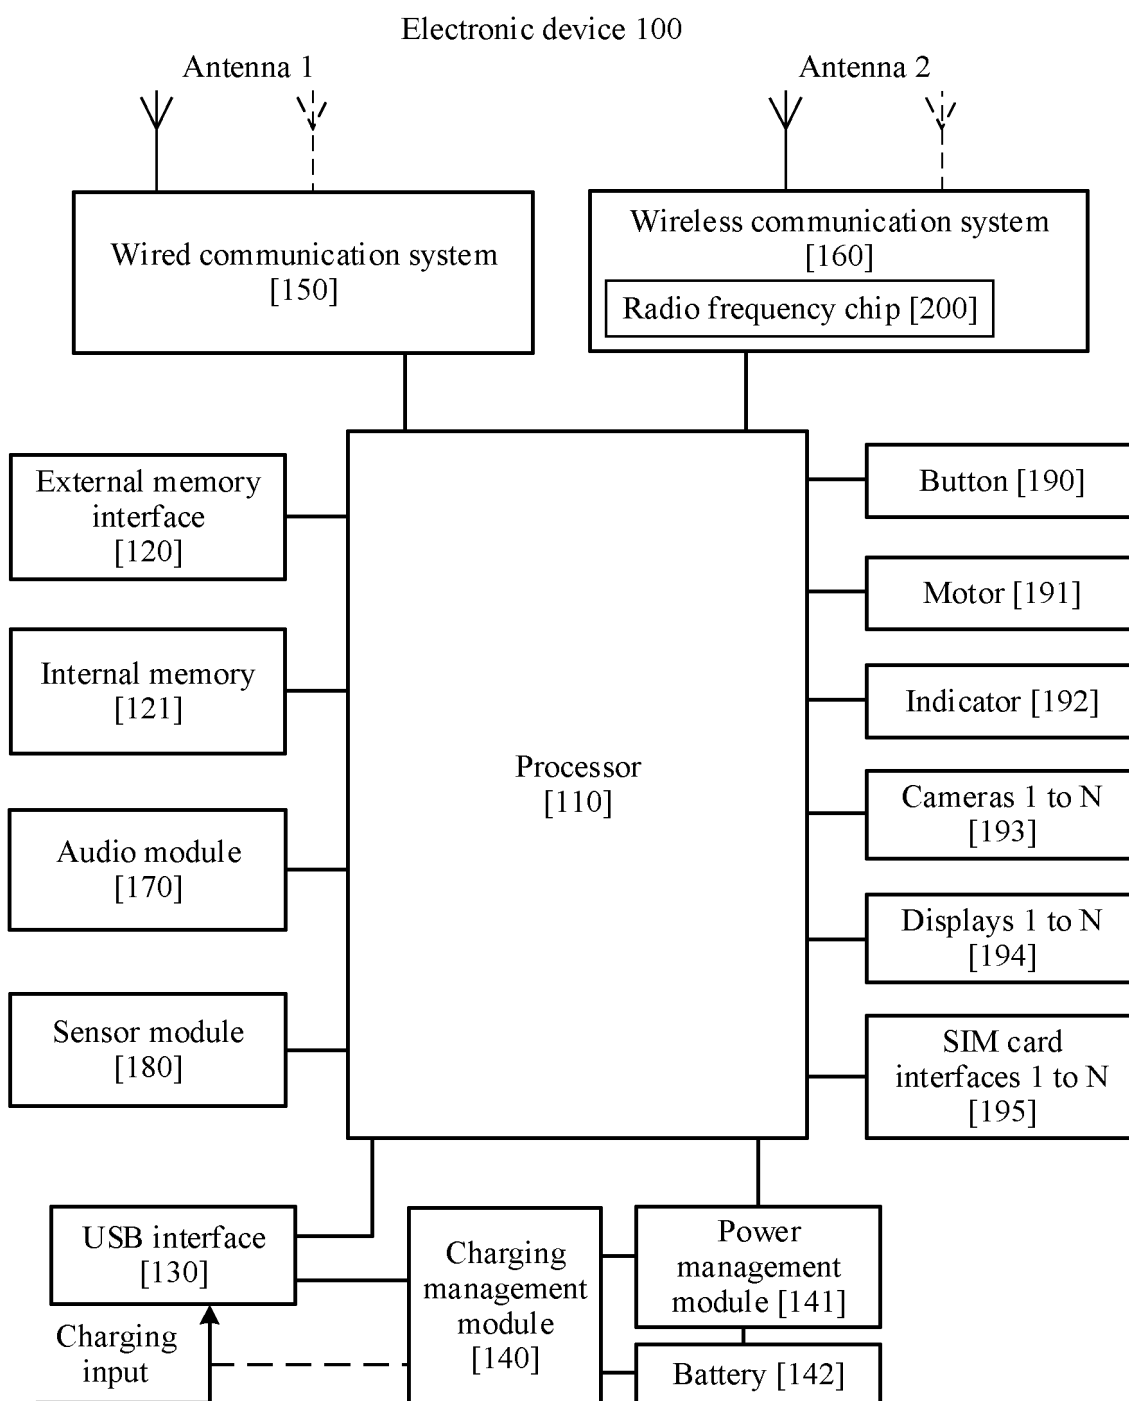 Electronic device 100
Antenna 1
Antenna 2
Wired communication system
[150]
Wireless communication system
[160]
Radio frequency chip [200]
External memory
interface
[120]
Internal memory
[121]
Audio module
[170]
Sensor module
[180]
Processor
[110]
Button [190]
Motor [191]
Indicator [192]
Cameras 1 to N
[193]
Displays 1 to N
[194]
SIM card
interfaces 1 to N
[195]
USB interface
[130]
Charging
input
Charging
management
module
[140]
Power
management
module [141]
Battery [142]